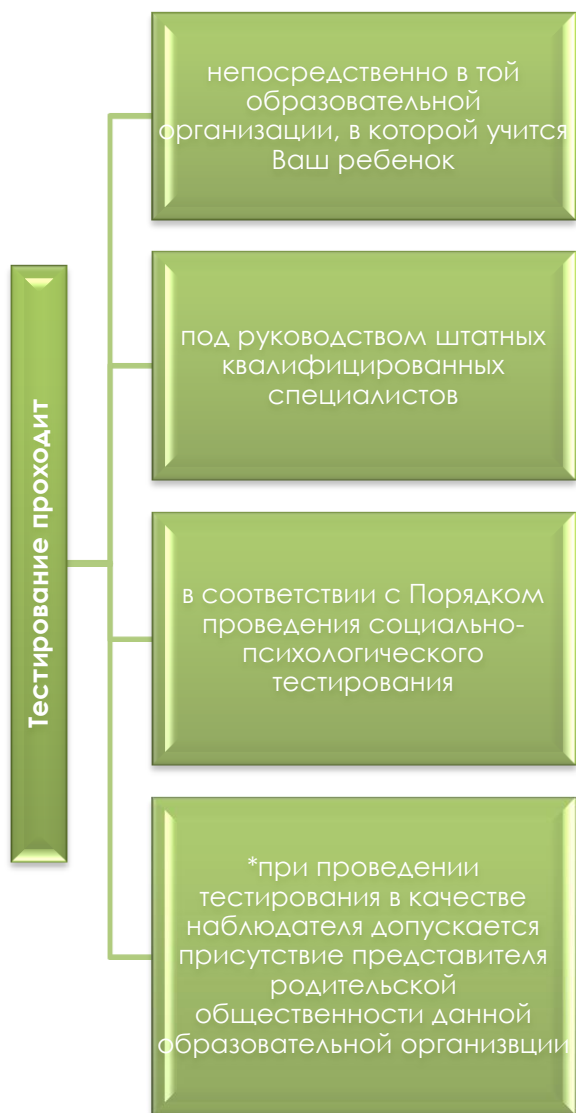 Тестирование проходит
непосредственно в той
образовательной
организации, в которой учится
Ваш ребенок
под руководством штатных
квалифицированных
специалистов
в соответствии с Порядком
проведения социально-
психологического
тестирования
*при проведении
тестирования в качестве
наблюдателя допускается
присутствие представителя
родительской
общественности данной
образовательной организвции